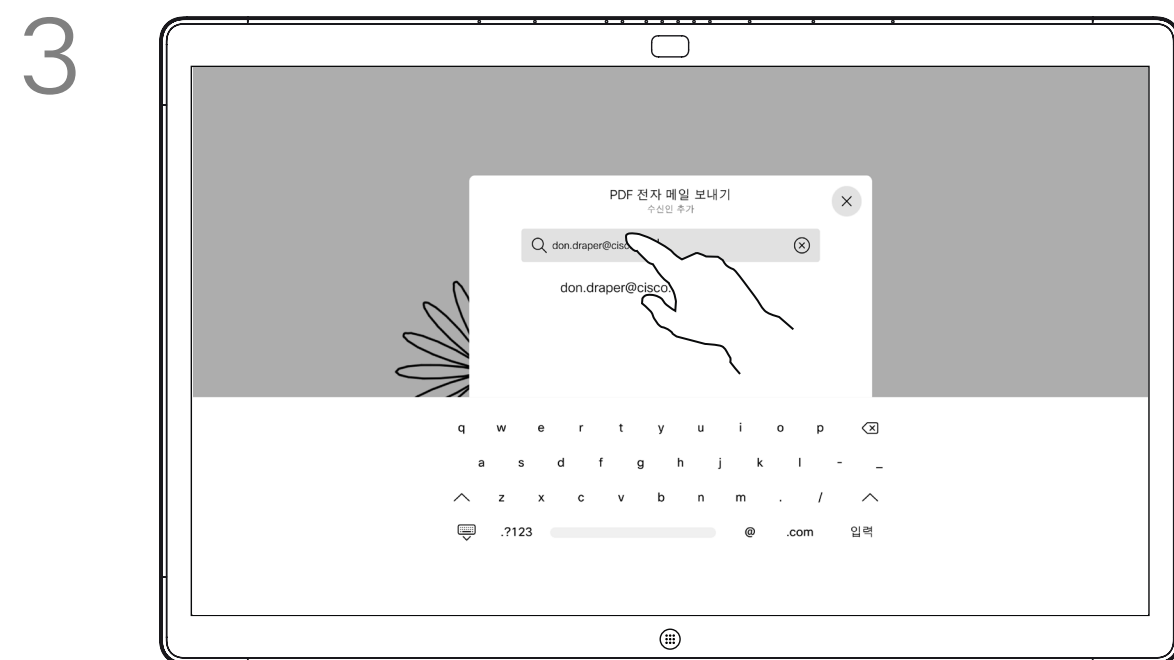 3
PDF 전자 메일 보내기
수신인 추가
don.draper@cisc
don.draper@cisco.
q w e r t y u i o p
a s d f g h j k l - _
z x c v b n m . /
.?123 @ .com 입력